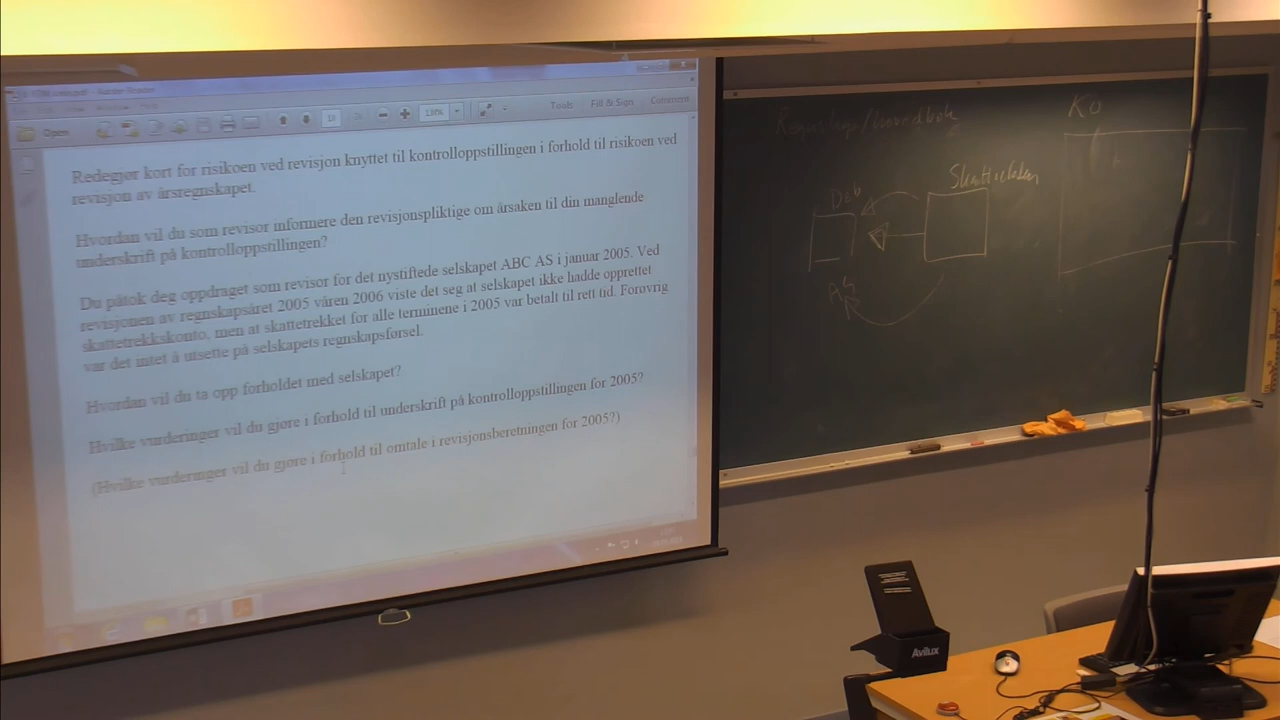 Open
138%
Tools
Fill & Sign
Comment
Redegjør kort for risikoen ved revisjon knyttet til kontrolloppstillingen i forhold til risikoen ved
revisjon av årsregnskapet.
Hvordan vil du som revisor informere den revisjonspliktige om årsaken til din manglende
underskrift på kontrolloppstillingen?
Du påtok deg oppdraget som revisor for det nystiftede selskapet ABC AS i januar 2005. Ved
revisjonen av regnskapsåret 2005 våren 2006 viste det seg at selskapet ikke hadde opprettet
skattetrekkskonto, men at skattetrekket for alle terminene i 2005 var betalt til rett tid. Forøvrig
var det intet å utsette på selskapets regnskapsførsel.
Hvordan vil du ta opp forholdet med selskapet?
Hvilke vurderinger vil du gjøre i forhold til underskrift på kontrolloppstillingen for 2005?
(Hvilke vurderinger vil du gjøre i forhold til omtale i revisjonsberetningen for 2005?)
KO
Deb
AG
Avilux